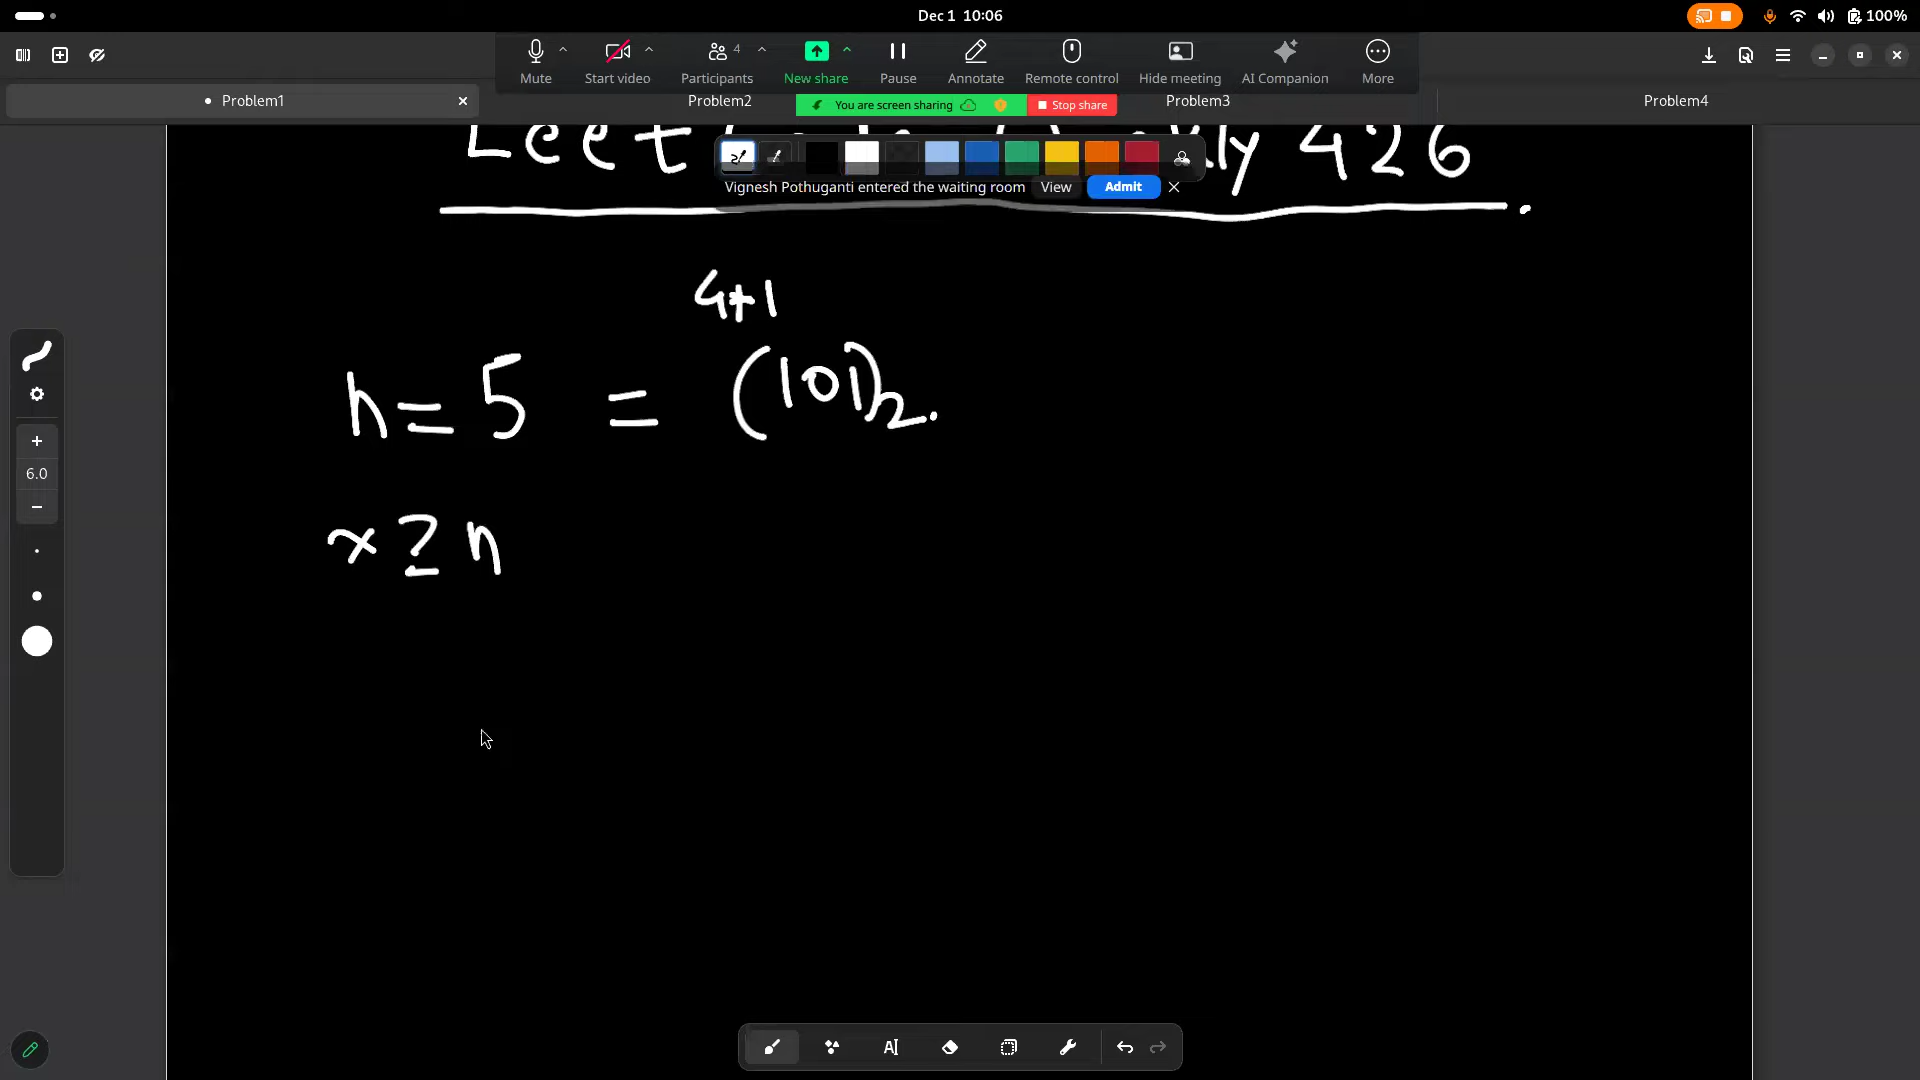 Dec 1 10:06
100%
Mute
Start video
Participants
4
New share
Pause
Annotate
Remote control
Hide meeting
AI Companion
More
Problem1
Problem2
You are screen sharing
Stop share
Problem3
Problem4
426
Vignesh Pothuganti entered the waiting room
View
Admit
4+1
n = 5 = (101)2.
x ≥ n
+
6.0
−